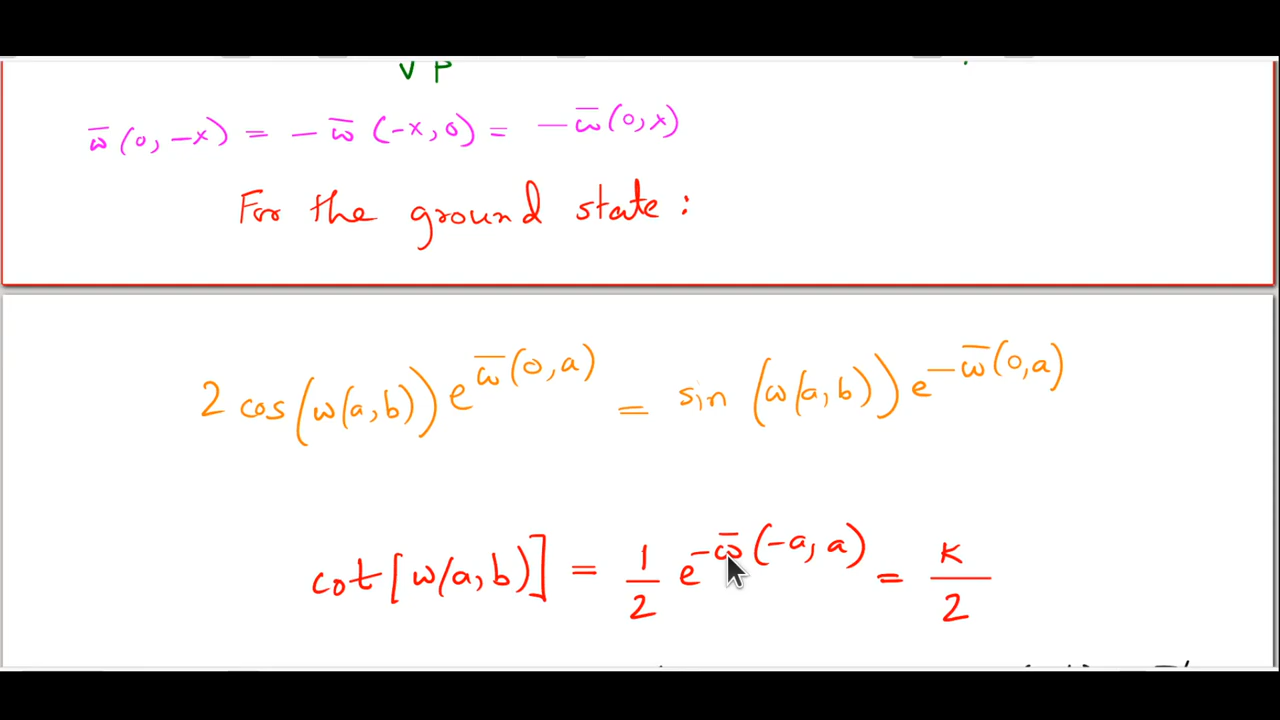 √ p
ω̅ (0, -x) = - ω̅ (-x, 0) = - ω̅ (0, x)
For the ground state :
2 cos(ω(a, b)) e^{ω̅ (0, a)} = sin (ω(a, b)) e^{-ω̅ (0, a)}
cot [ω(a, b)] = 1/2 e^{-ω̅ (-a, a)} = K/2